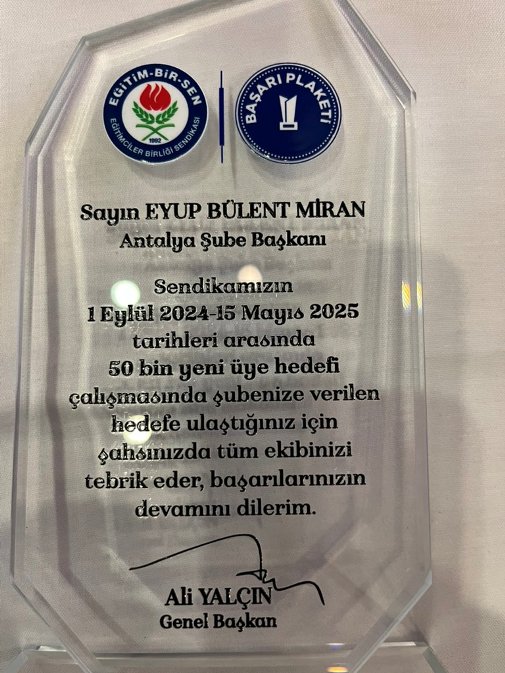 EĞİTİM-BİR-SEN
EĞİTİMCİLER BİRLİĞİ SENDİKASI
1992
BAŞARI PLAKETİ
Sayın EYUP BÜLENT MİRAN
Antalya Şube Başkanı
Sendikamızın
1 Eylül 2024-15 Mayıs 2025
tarihleri arasında
50 bin yeni üye hedefi
çalışmasında şubenize verilen
hedefe ulaştığınız için
şahsınızda tüm ekibinizi
tebrik eder, başarılarınızın
devamını dilerim.
Ali YALÇIN
Genel Başkan